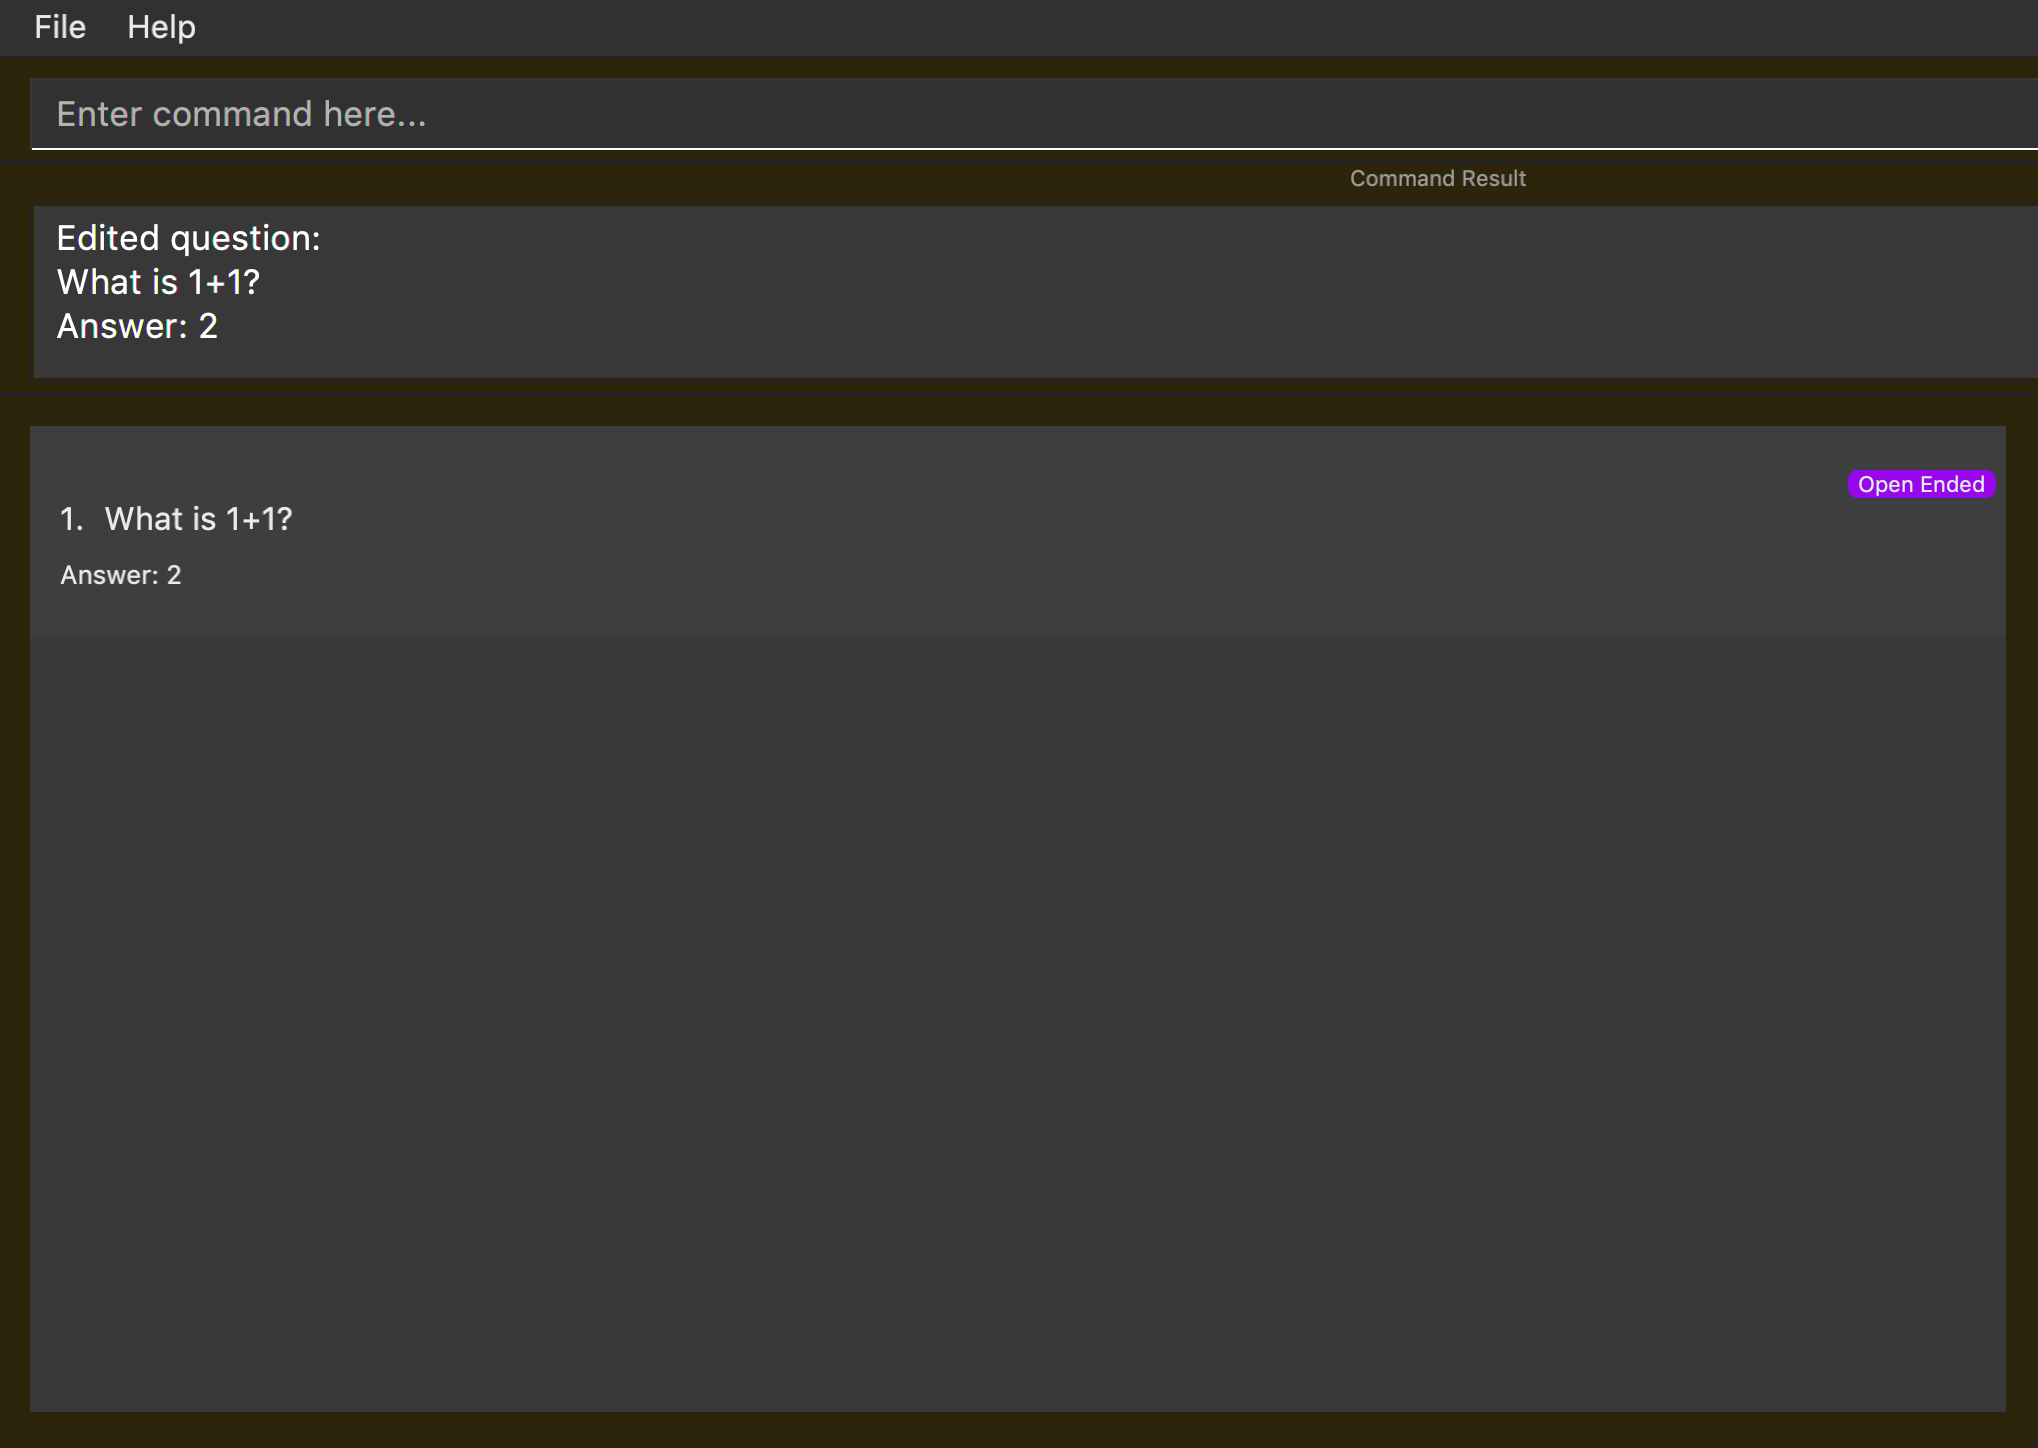 File Help
Enter command here...
Command Result
Edited question:
What is 1+1?
Answer: 2
Open Ended
1. What is 1+1?
Answer: 2